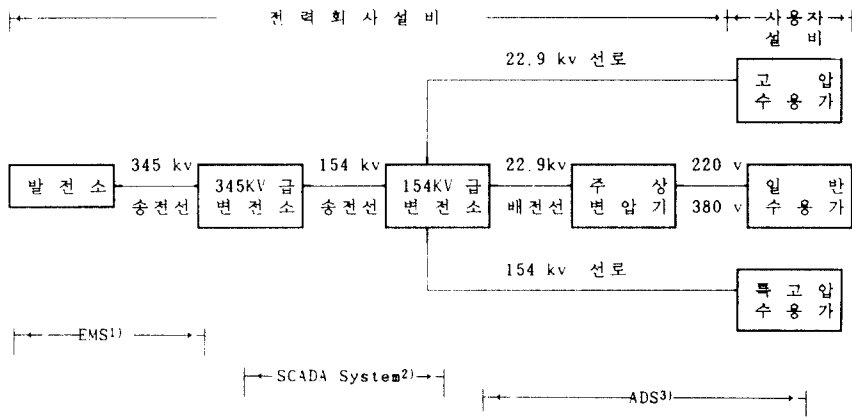 전력회사설비
사용자
설비
22.9 kv 선로
고 압
수용가
발전소
345 kv
송전선
345KV 급
변전소
154 kv
송전선
154KV 급
변전소
22.9kv
배전선
주 상
변압기
220 v
380 v
일 반
수용가
154 kv 선로
특고압
수용가
EMS1)
SCADA System2)
ADS3)